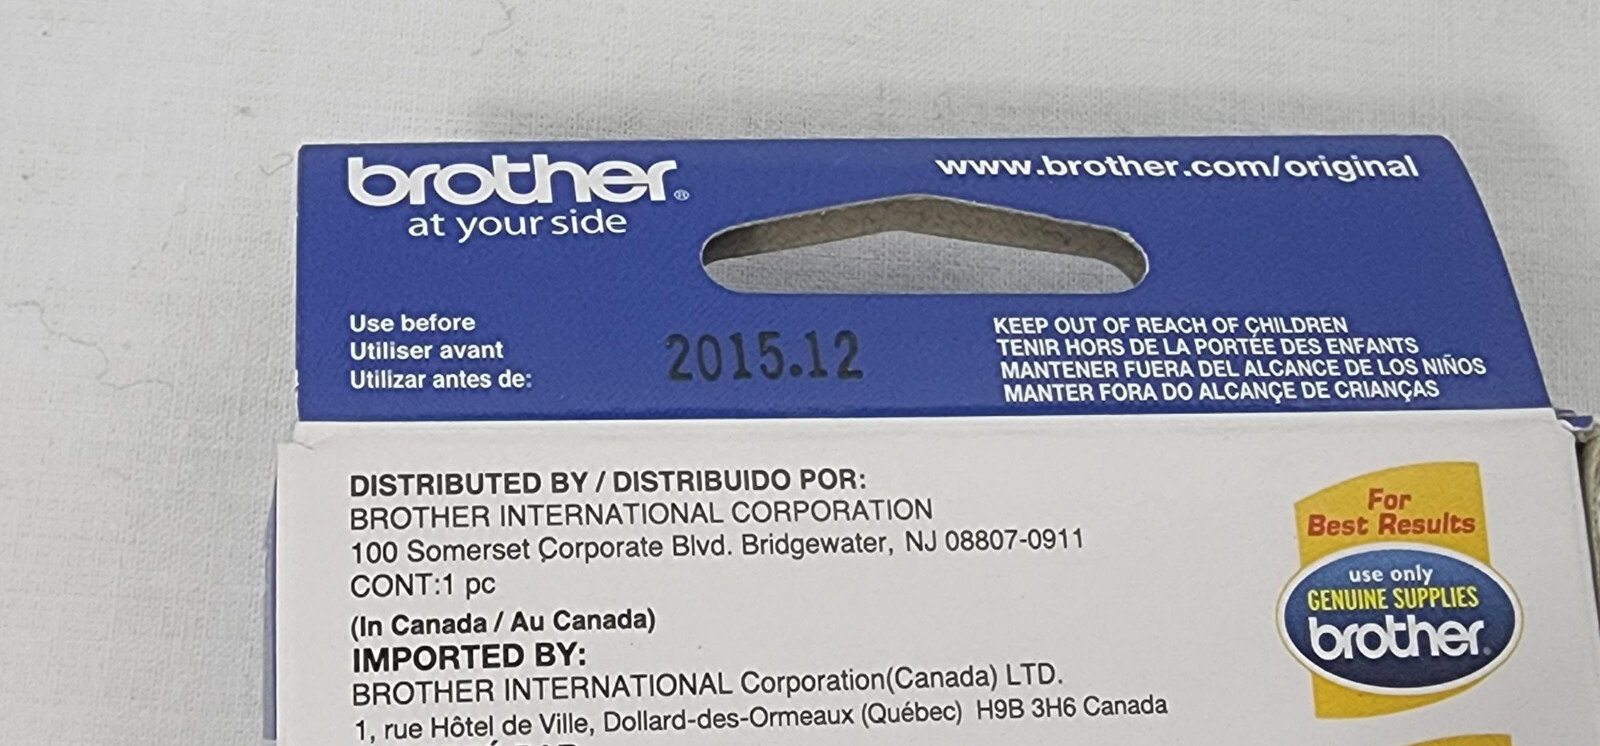 brother®
at your side
www.brother.com/original
Use before
Utiliser avant
Utilizar antes de:
2015.12
KEEP OUT OF REACH OF CHILDREN
TENIR HORS DE LA PORTÉE DES ENFANTS
MANTENER FUERA DEL ALCANCE DE LOS NIÑOS
MANTER FORA DO ALCANÇE DE CRIANÇAS
DISTRIBUTED BY / DISTRIBUIDO POR:
BROTHER INTERNATIONAL CORPORATION
100 Somerset Corporate Blvd. Bridgewater, NJ 08807-0911
CONT:1 pc
(In Canada / Au Canada)
IMPORTED BY:
BROTHER INTERNATIONAL Corporation(Canada) LTD.
1, rue Hôtel de Ville, Dollard-des-Ormeaux (Québec) H9B 3H6 Canada
For
Best Results
use only
GENUINE SUPPLIES
brother.